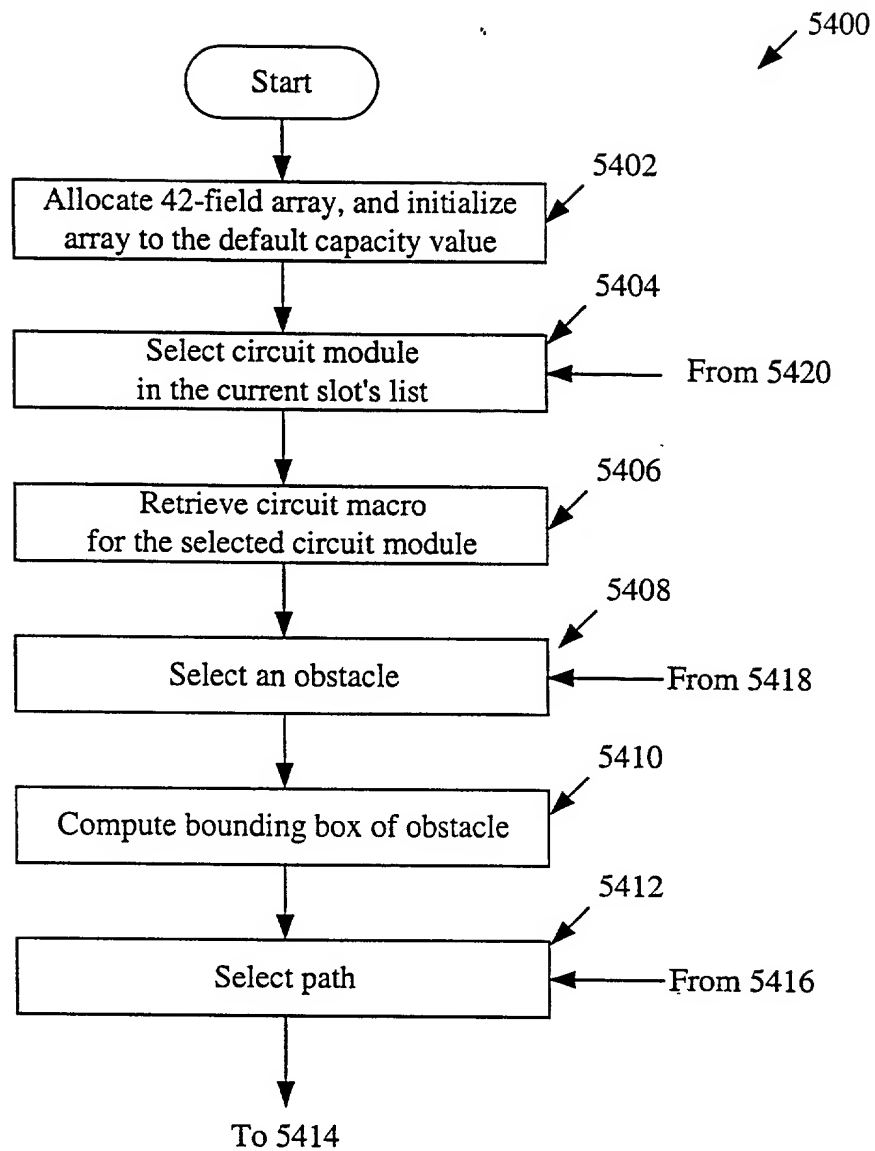 5400
Start
5402
Allocate 42-field array, and initialize
array to the default capacity value
5404
Select circuit module
in the current slot's list
From 5420
5406
Retrieve circuit macro
for the selected circuit module
5408
Select an obstacle
From 5418
5410
Compute bounding box of obstacle
5412
Select path
From 5416
To 5414